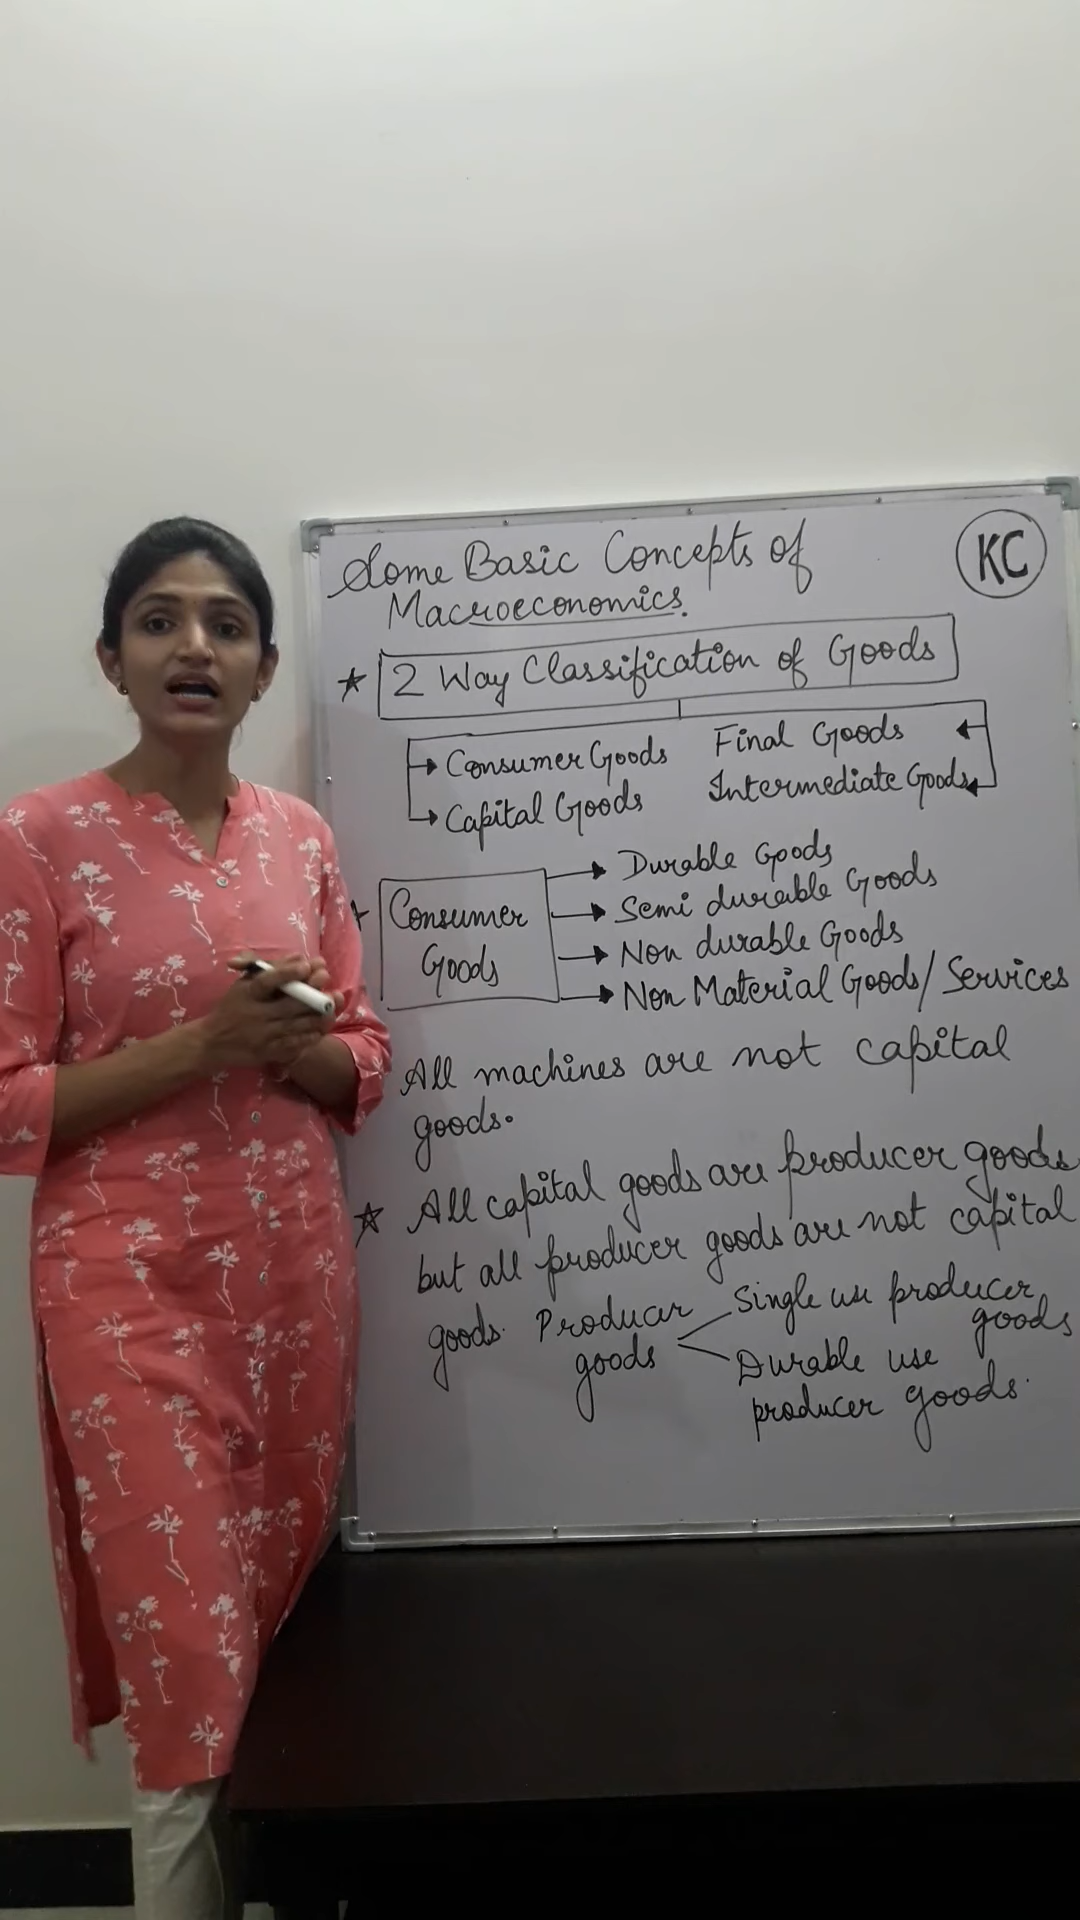 Some Basic Concepts of
Macroeconomics.
KC
2 Way Classification of Goods
Consumer Goods
Capital Goods
Final Goods
Intermediate Goods
Consumer
Goods
Durable Goods
Semi durable Goods
Non durable Goods
Non Material Goods/Services
All machines are not capital
goods.
All capital goods are producer goods
but all producer goods are not capital
goods.
Producer
goods
Single use producer
goods
Durable use
producer goods.